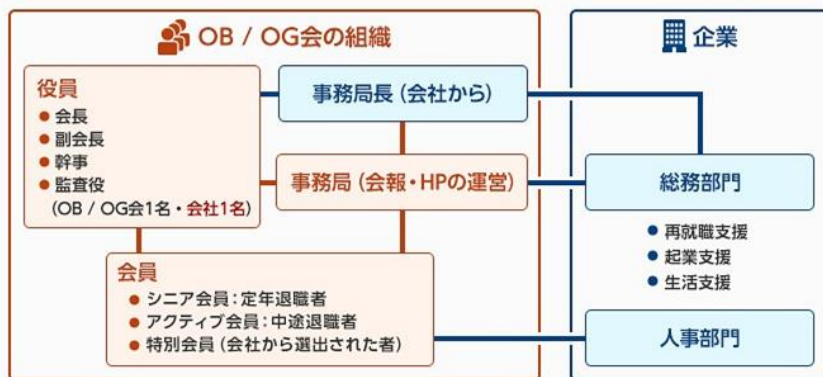 OB / OG会の組織
企業
役員
● 会長
● 副会長
● 幹事
● 監査役
(OB / OG会1名・会社1名)
事務局長(会社から)
事務局(会報・HPの運営)
総務部門
● 再就職支援
● 起業支援
● 生活支援
会員
● シニア会員:定年退職者
● アクティブ会員:中途退職者
● 特別会員(会社から選出された者)
人事部門